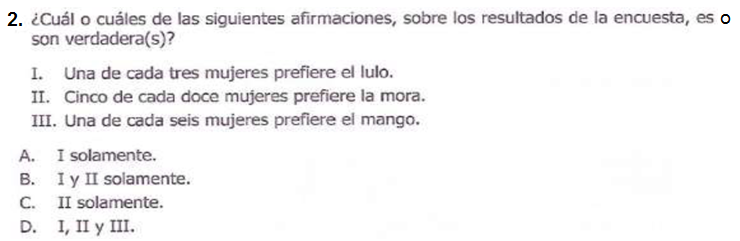 2. ¿Cuál o cuáles de las siguientes afirmaciones, sobre los resultados de la encuesta, es o
son verdadera(s)?
I. Una de cada tres mujeres prefiere el lulo.
II. Cinco de cada doce mujeres prefiere la mora.
III. Una de cada seis mujeres prefiere el mango.
A. I solamente.
B. I y II solamente.
C. II solamente.
D. I, II y III.